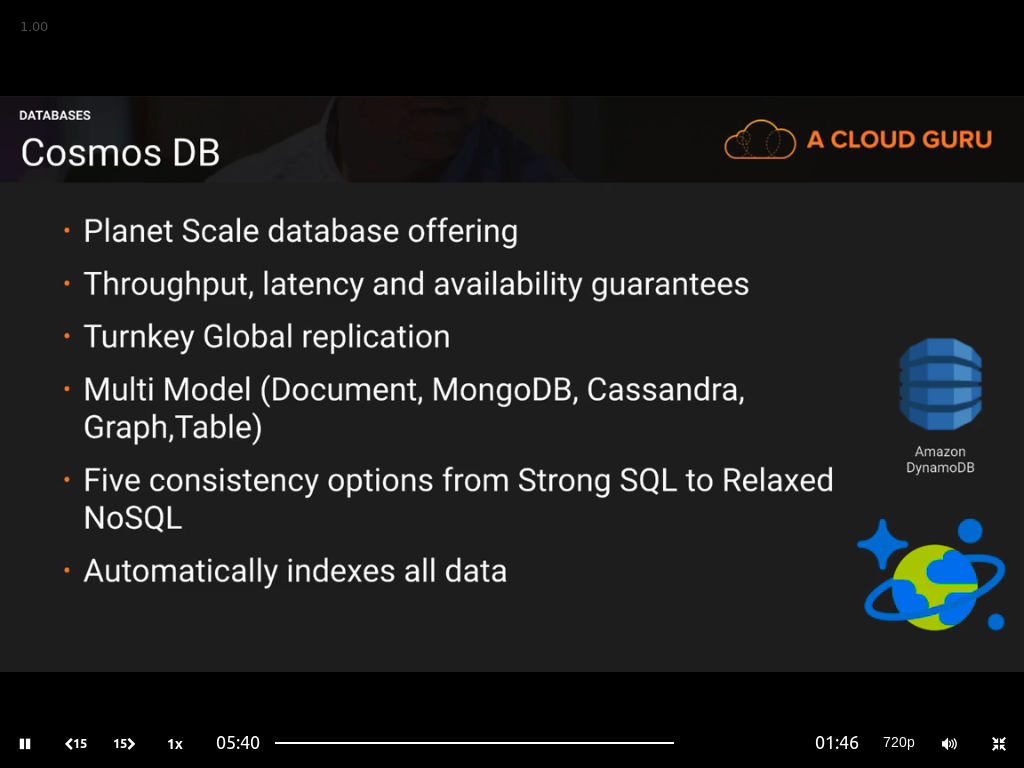 1.00
DATABASES
Cosmos DB
A CLOUD GURU
• Planet Scale database offering
• Throughput, latency and availability guarantees
• Turnkey Global replication
• Multi Model (Document, MongoDB, Cassandra,
Graph,Table)
• Five consistency options from Strong SQL to Relaxed
NoSQL
• Automatically indexes all data
Amazon
DynamoDB
15 15 1x 05:40 01:46 720p